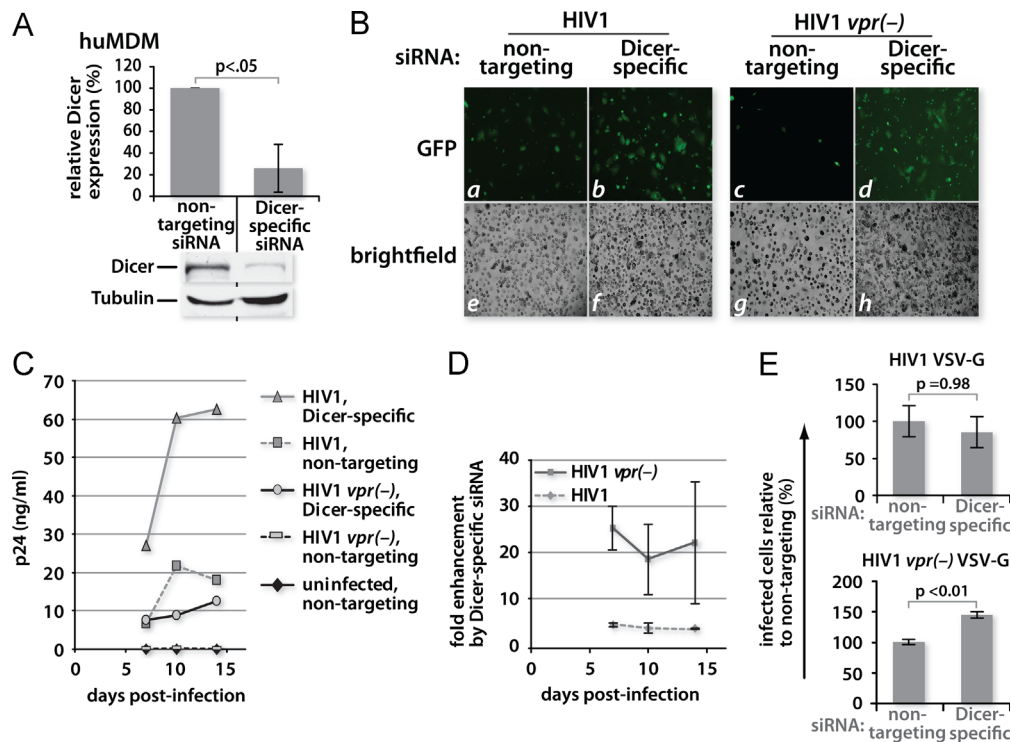 A
huMDM
relative Dicer
expression (%)
120
100
80
60
40
20
0
p<.05
non-
targeting
siRNA
Dicer-
specific
siRNA
Dicer
Tubulin
B
HIV1
HIV1 vpr(–)
siRNA:
non-
targeting
Dicer-
specific
non-
targeting
Dicer-
specific
GFP
a
b
c
d
brightfield
e
f
g
h
C
p24 (ng/ml)
70
60
50
40
30
20
10
0
0
5
10
15
days post-infection
HIV1,
Dicer-specific
HIV1,
non-targeting
HIV1 vpr(–),
Dicer-specific
HIV1 vpr(–),
non-targeting
uninfected,
non-targeting
D
fold enhancement
by Dicer-specific siRNA
40
30
20
10
0
0
5
10
15
days post-infection
HIV1 vpr(–)
HIV1
E
infected cells relative
to non-targeting (%)
HIV1 VSV-G
150
100
50
0
p =0.98
siRNA:
non-
targeting
Dicer-
specific
HIV1 vpr(–) VSV-G
200
150
100
50
0
p <0.01
siRNA:
non-
targeting
Dicer-
specific